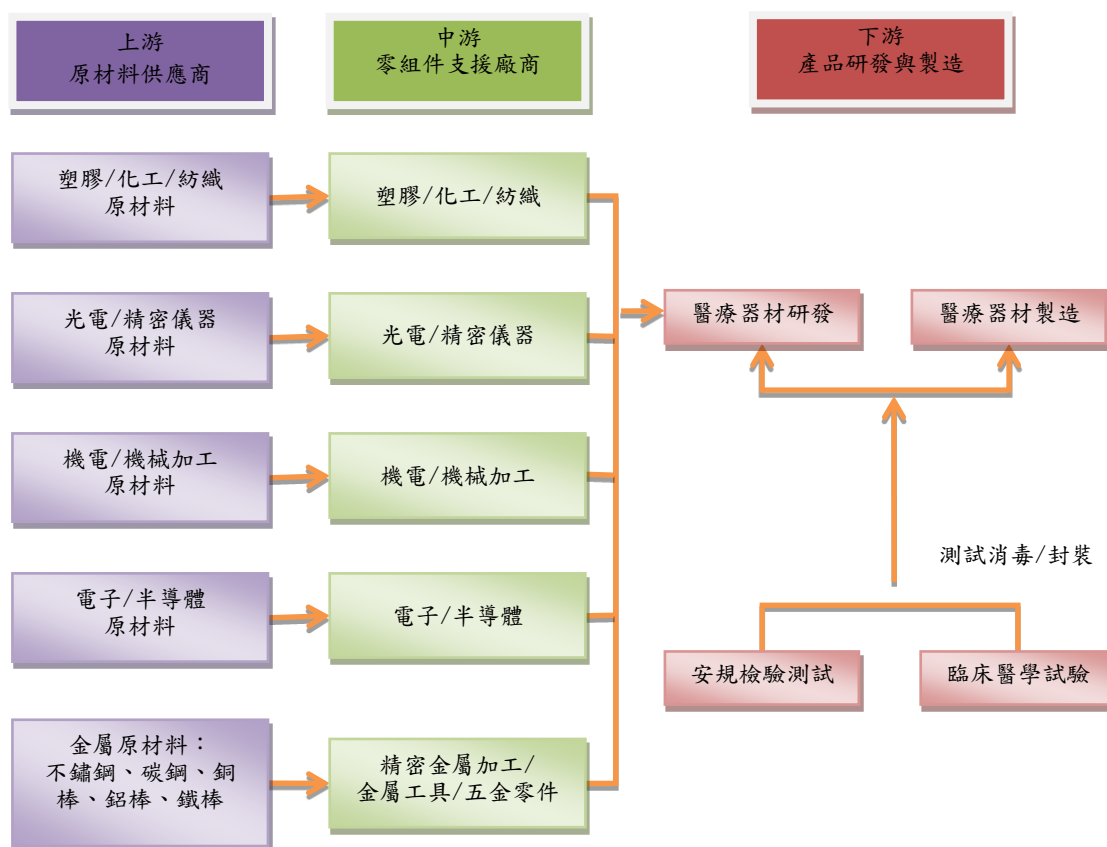 上游
原材料供應商
中游
零組件支援廠商
下游
產品研發與製造
塑膠/化工/紡織
原材料
塑膠/化工/紡織
光電/精密儀器
原材料
光電/精密儀器
醫療器材研發
醫療器材製造
機電/機械加工
原材料
機電/機械加工
測試消毒/封裝
電子/半導體
原材料
電子/半導體
安規檢驗測試
臨床醫學試驗
金屬原材料：
不鏽鋼、碳鋼、銅
棒、鋁棒、鐵棒
精密金屬加工/
金屬工具/五金零件